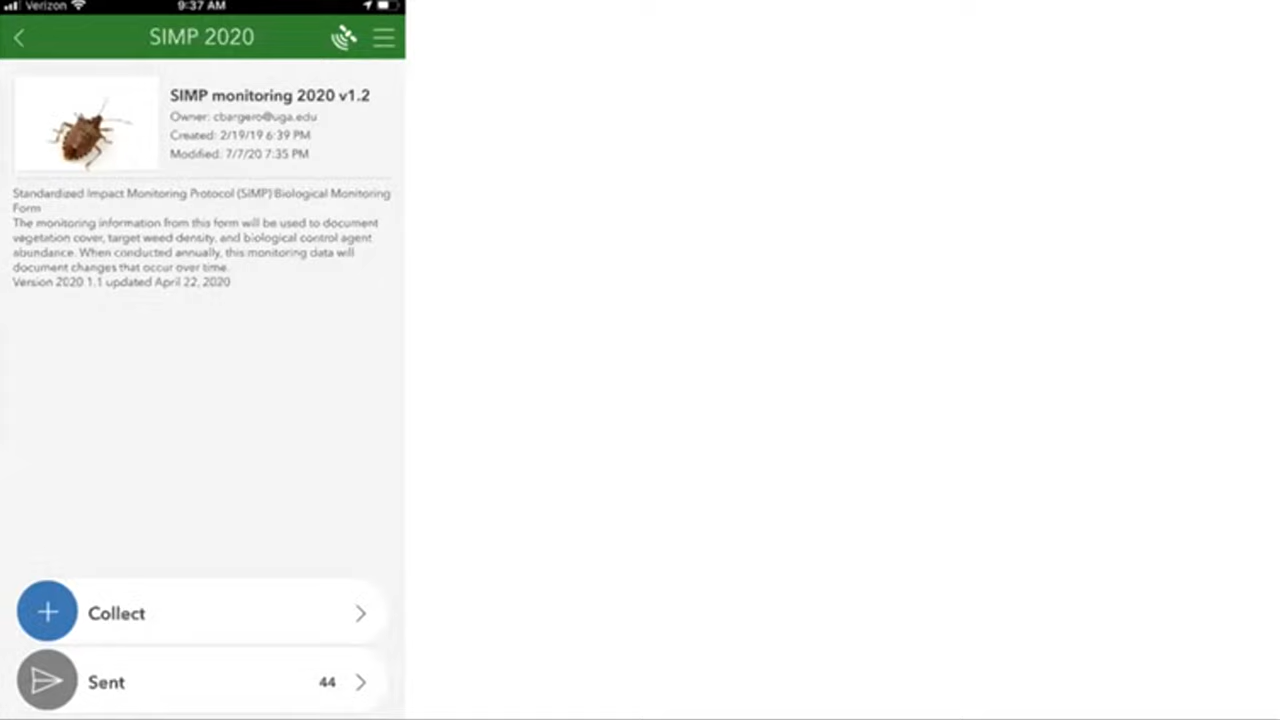 Verizon 9:37 AM
SIMP 2020
SIMP monitoring 2020 v1.2
Owner: cbargero@uga.edu
Created: 2/19/19 6:39 PM
Modified: 7/7/20 7:35 PM
Standardized Impact Monitoring Protocol (SIMP) Biological Monitoring
Form
The monitoring information from this form will be used to document
vegetation cover, target weed density, and biological control agent
abundance. When conducted annually, this monitoring data will
document changes that occur over time.
Version 2020 1.1 updated April 22, 2020
Collect
Sent 44